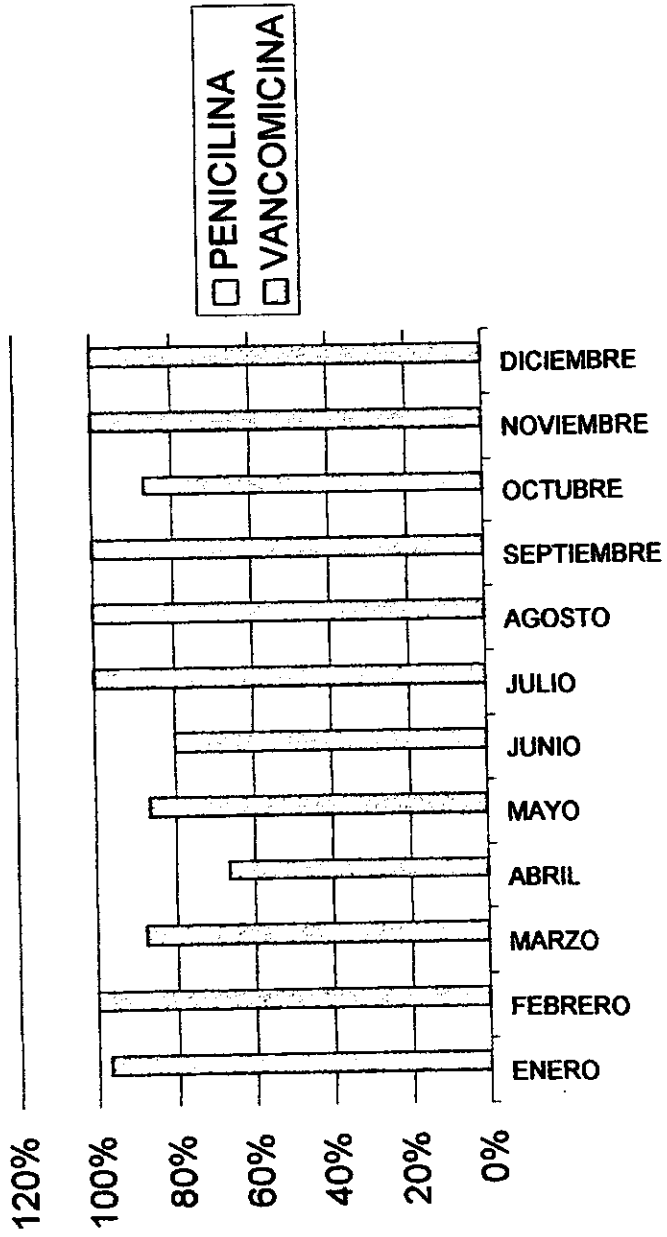 PENICILINA
VANCOMICINA
120%
100%
80%
60%
40%
20%
0%
ENERO
FEBRERO
MARZO
ABRIL
MAYO
JUNIO
JULIO
AGOSTO
SEPTIEMBRE
OCTUBRE
NOVIEMBRE
DICIEMBRE